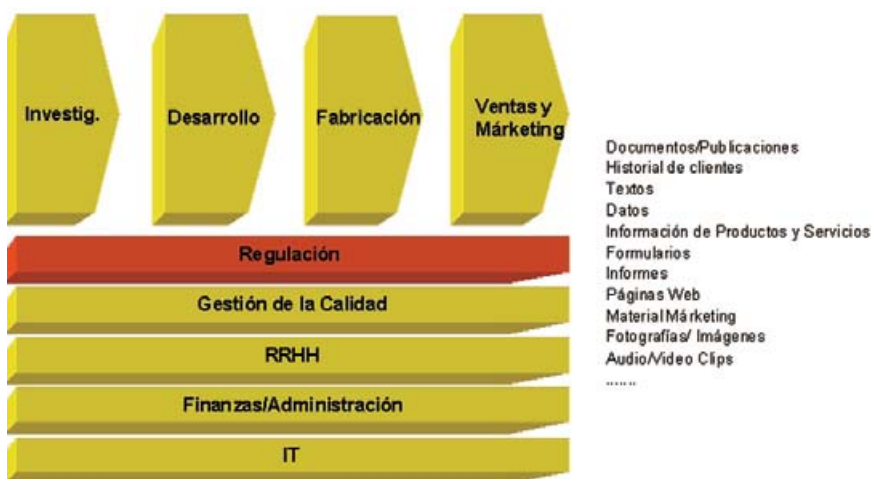 Investig.
Desarrollo
Fabricación
Ventas y
Márketing
Regulación
Gestión de la Calidad
RRHH
Finanzas/Administración
IT
Documentos/Publicaciones
Historial de clientes
Textos
Datos
Información de Productos y Servicios
Formularios
Informes
Páginas Web
Material Márketing
Fotografías/ Imágenes
Audio/Video Clips
.......